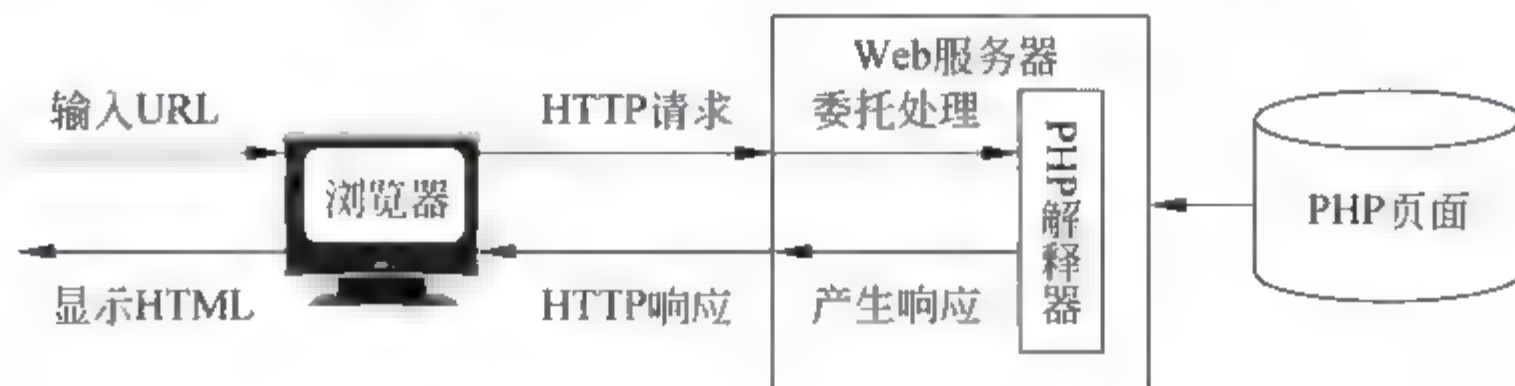 Web服务器
输入URL
HTTP请求
委托处理
浏览器
PHP解释器
PHP页面
显示HTML
HTTP响应
产生响应